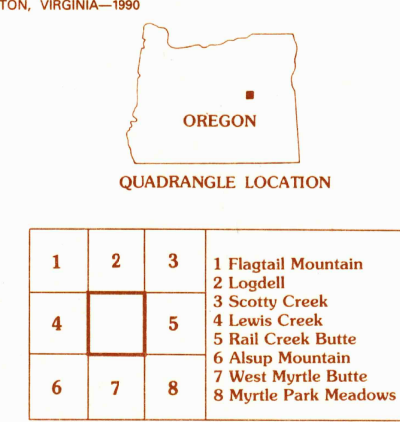 TON, VIRGINIA—1990
OREGON
QUADRANGLE LOCATION
1 2 3
4 5
6 7 8
1 Flagtail Mountain
2 Logdell
3 Scotty Creek
4 Lewis Creek
5 Rail Creek Butte
6 Alsup Mountain
7 West Myrtle Butte
8 Myrtle Park Meadows